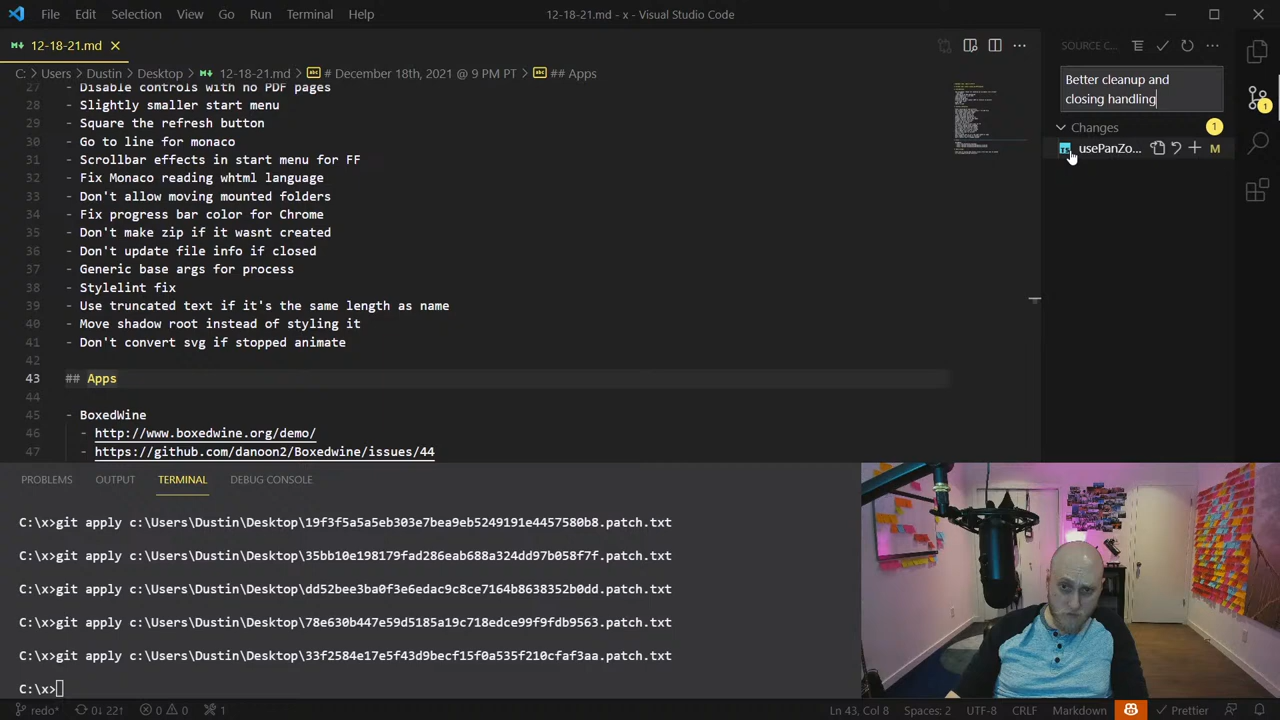 File Edit Selection View Go Run Terminal Help 12-18-21.md - x - Visual Studio Code
12-18-21.md
C: > Users > Dustin > Desktop > 12-18-21.md > # December 18th, 2021 @ 9 PM PT > ## Apps
27 - Disable controls with no PDF pages
28 - Slightly smaller start menu
29 - Square the refresh button
30 - Go to line for monaco
31 - Scrollbar effects in start menu for FF
32 - Fix Monaco reading whtml language
33 - Don't allow moving mounted folders
34 - Fix progress bar color for Chrome
35 - Don't make zip if it wasnt created
36 - Don't update file info if closed
37 - Generic base args for process
38 - Stylelint fix
39 - Use truncated text if it's the same length as name
40 - Move shadow root instead of styling it
41 - Don't convert svg if stopped animate
42
43 ## Apps
44
45 - BoxedWine
46 - http://www.boxedwine.org/demo/
47 - https://github.com/danoon2/Boxedwine/issues/44
SOURCE C...
Better cleanup and
closing handling
Changes 1
usePanZo... M
1
PROBLEMS OUTPUT TERMINAL DEBUG CONSOLE
C:\x>git apply c:\Users\Dustin\Desktop\19f3f5a5a5eb303e7bea9eb5249191e4457580b8.patch.txt
C:\x>git apply c:\Users\Dustin\Desktop\35bb10e198179fad286eab688a324dd97b058f7f.patch.txt
C:\x>git apply c:\Users\Dustin\Desktop\dd52bee3ba0f3e6edac9c8ce7164b8638352b0dd.patch.txt
C:\x>git apply c:\Users\Dustin\Desktop\78e630b447e59d5185a19c718edce99f9fdb9563.patch.txt
C:\x>git apply c:\Users\Dustin\Desktop\33f2584e17e5f43d9becf15f0a535f210cfaf3aa.patch.txt
C:\x>
redo* 0↓ 22↑ 0 0 1 Ln 43, Col 8 Spaces: 2 UTF-8 CRLF Markdown Prettier